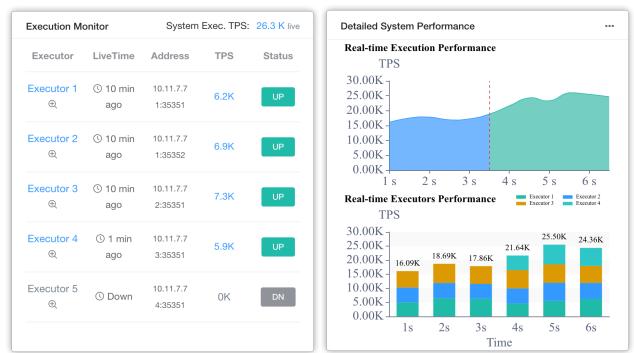 Execution Monitor
System Exec. TPS: 26.3 K live
Executor LiveTime Address TPS Status
Executor 1
10 min ago
10.11.7.7
1:35351
6.2K
UP
Executor 2
10 min ago
10.11.7.7
1:35352
6.9K
UP
Executor 3
10 min ago
10.11.7.7
2:35351
7.3K
UP
Executor 4
1 min ago
10.11.7.7
3:35351
5.9K
UP
Executor 5
Down
10.11.7.7
4:35351
0K
DN
Detailed System Performance
Real-time Execution Performance
TPS
30.00K
25.00K
20.00K
15.00K
10.00K
5.00K
0.00K
1 s 2 s 3 s 4 s 5 s 6 s
Real-time Executors Performance
TPS
Executor 1 Executor 2
Executor 3 Executor 4
30.00K
25.00K
20.00K
15.00K
10.00K
5.00K
0.00K
16.09K 18.69K 17.86K 21.64K 25.50K 24.36K
1s 2s 3s 4s 5s 6s
Time